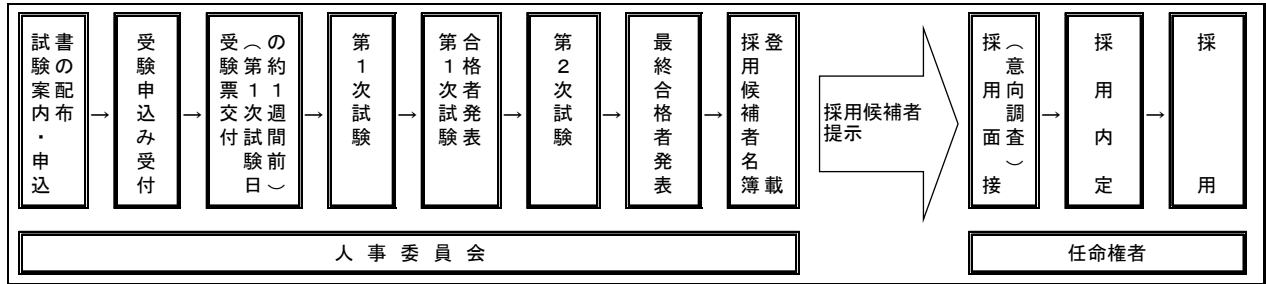 試験案内・申込
書の配布
→
受験申込み受付
→
受験票交付
（第１次試験日
の約１週間前）
→
第１次試験
→
第１次試験
合格者発表
→
第２次試験
→
最終合格者発表
→
採用候補者名簿
登載
採用候補者
提示
採用面接
（意向調査）
→
採用内定
→
採用
人事委員会
任命権者